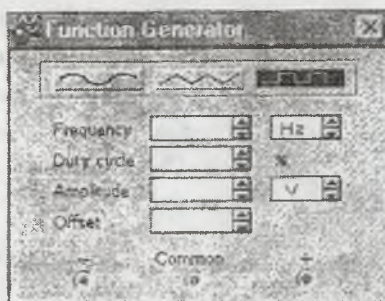 Function Generator
Frequency Hz
Duty cycle %
Amplitude V
Offset
− Common +